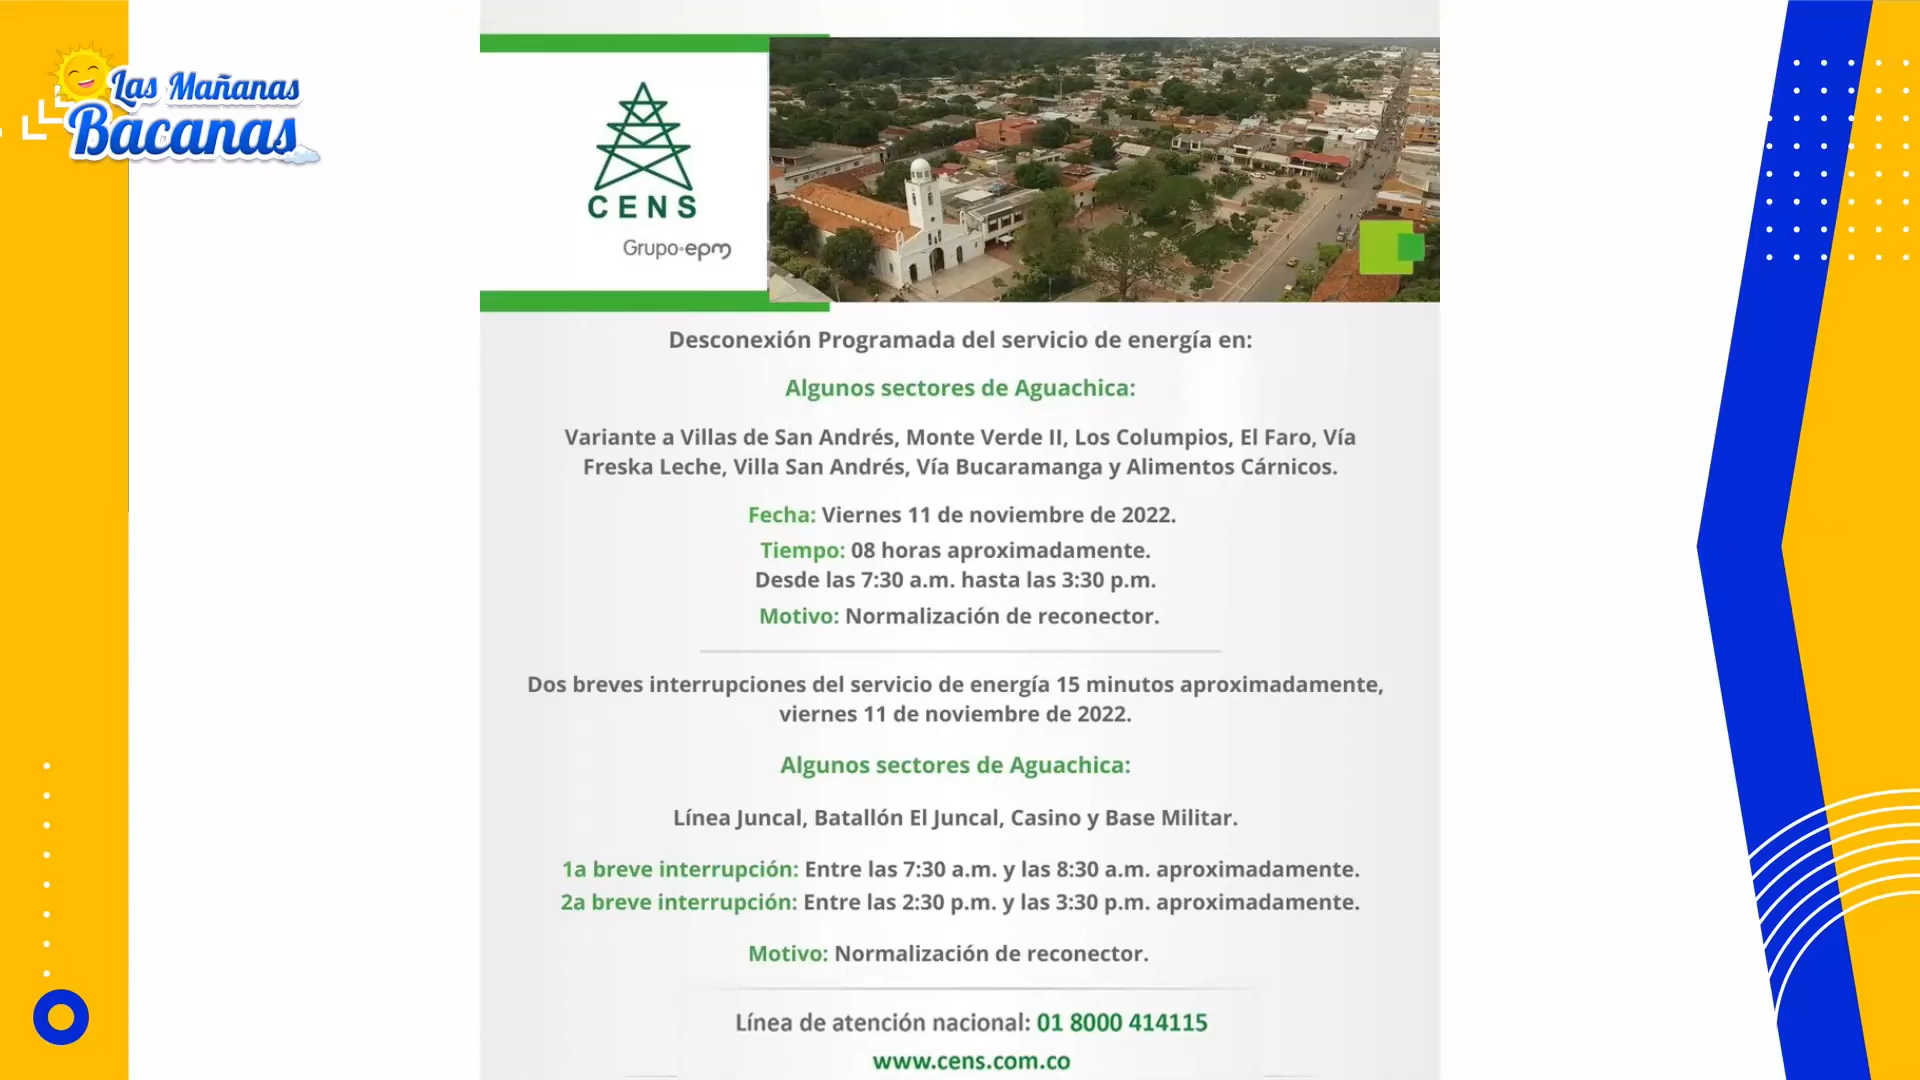 Las Mañanas
Bacanas
CENS
Grupo·epm
Desconexión Programada del servicio de energía en:
Algunos sectores de Aguachica:
Variante a Villas de San Andrés, Monte Verde II, Los Columpios, El Faro, Vía
Freska Leche, Villa San Andrés, Vía Bucaramanga y Alimentos Cárnicos.
Fecha: Viernes 11 de noviembre de 2022.
Tiempo: 08 horas aproximadamente.
Desde las 7:30 a.m. hasta las 3:30 p.m.
Motivo: Normalización de reconector.
Dos breves interrupciones del servicio de energía 15 minutos aproximadamente,
viernes 11 de noviembre de 2022.
Algunos sectores de Aguachica:
Línea Juncal, Batallón El Juncal, Casino y Base Militar.
1a breve interrupción: Entre las 7:30 a.m. y las 8:30 a.m. aproximadamente.
2a breve interrupción: Entre las 2:30 p.m. y las 3:30 p.m. aproximadamente.
Motivo: Normalización de reconector.
Línea de atención nacional: 01 8000 414115
www.cens.com.co